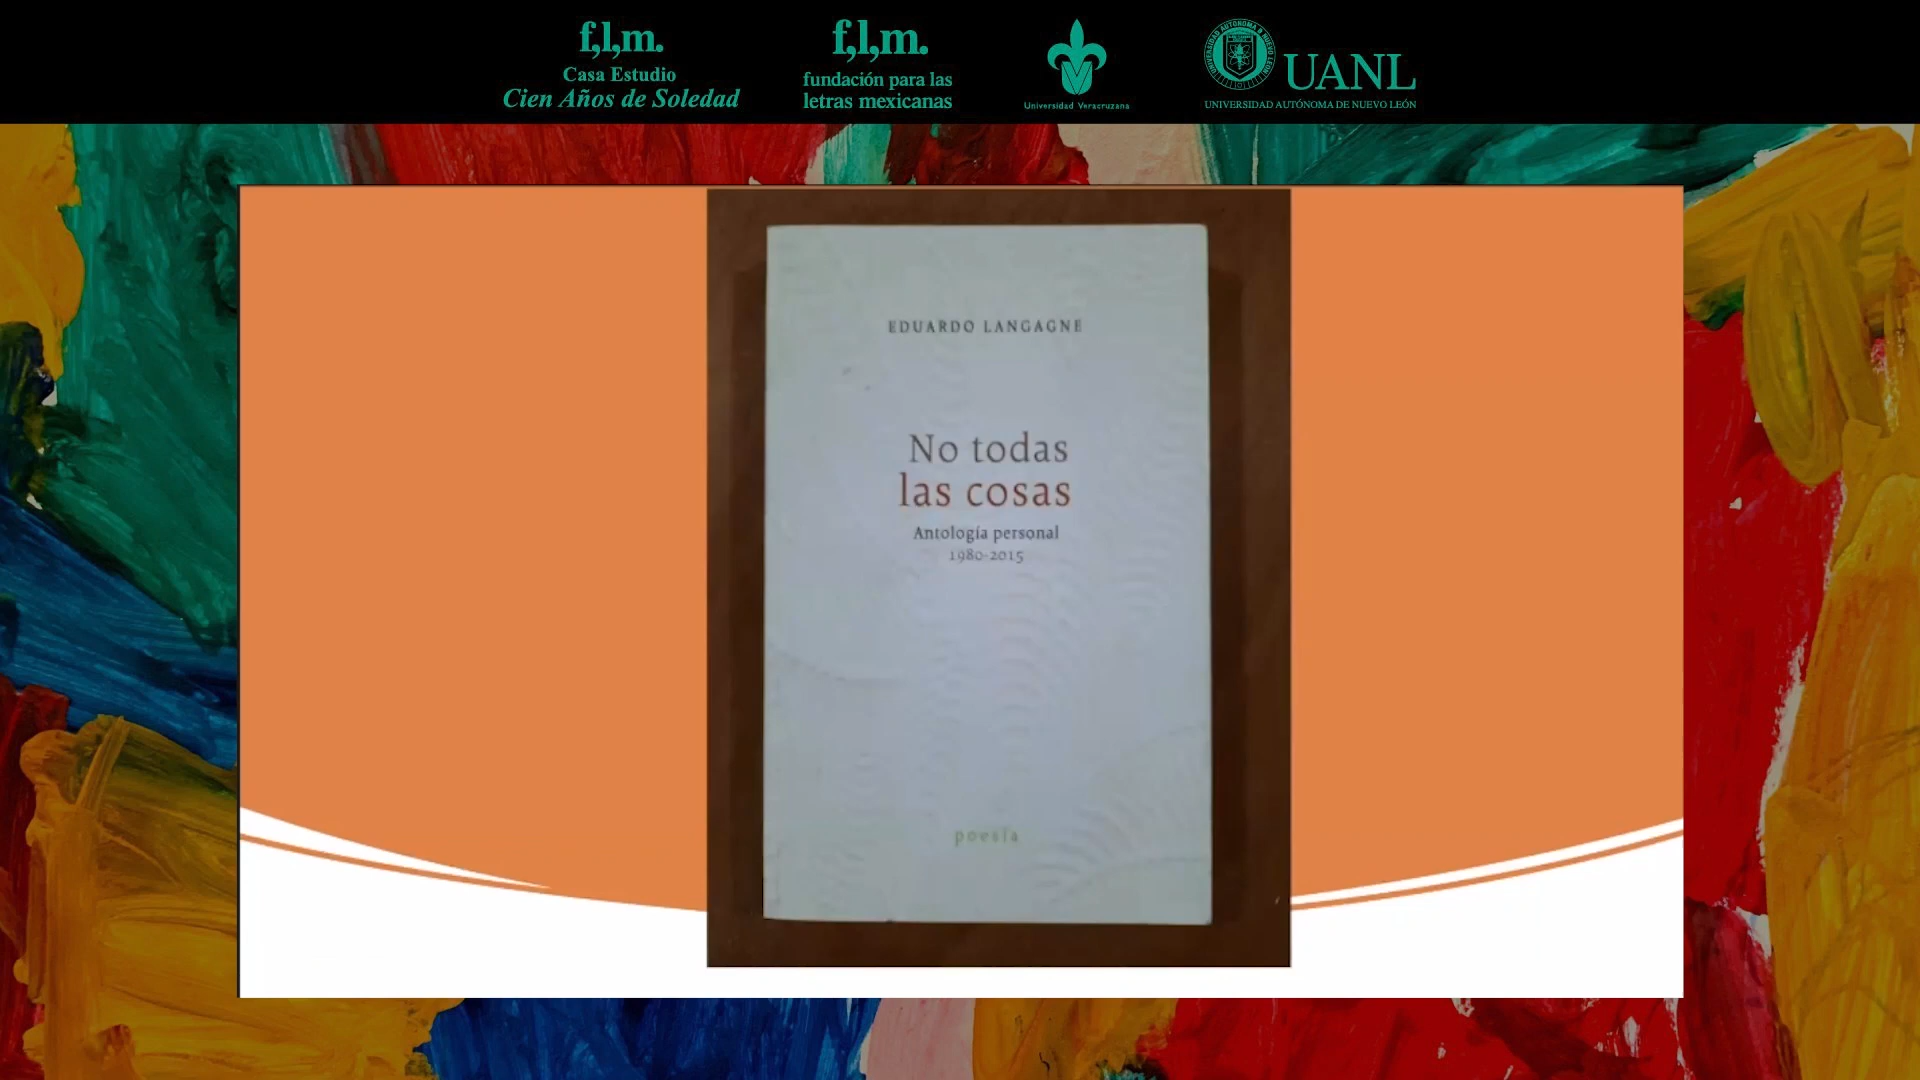 f,l,m.
Casa Estudio
Cien Años de Soledad
f,l,m.
fundación para las
letras mexicanas
Universidad Veracruzana
UANL
UNIVERSIDAD AUTÓNOMA DE NUEVO LEÓN
EDUARDO LANGAGNE
No todas
las cosas
Antología personal
1980-2015
poesía